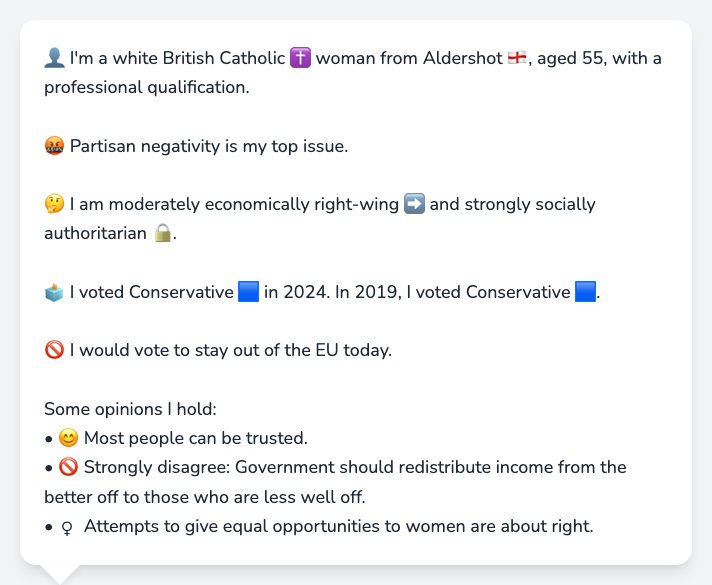 👤 I'm a white British Catholic ✝️ woman from Aldershot 🏴󠁧󠁢󠁥󠁮󠁧󠁿, aged 55, with a
professional qualification.
🤬 Partisan negativity is my top issue.
🤔 I am moderately economically right-wing ➡️ and strongly socially
authoritarian 🔒.
🗳️ I voted Conservative 🟦 in 2024. In 2019, I voted Conservative 🟦.
🚫 I would vote to stay out of the EU today.
Some opinions I hold:
• 😊 Most people can be trusted.
• 🚫 Strongly disagree: Government should redistribute income from the
better off to those who are less well off.
• ♀ Attempts to give equal opportunities to women are about right.